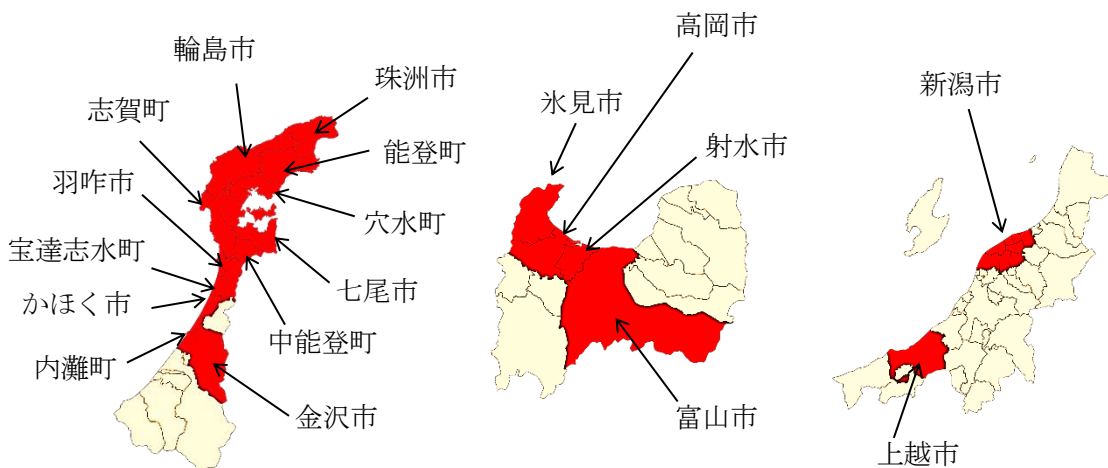 輪島市
珠洲市
志賀町
能登町
羽咋市
穴水町
宝達志水町
七尾市
かほく市
中能登町
内灘町
金沢市
高岡市
氷見市
射水市
富山市
新潟市
上越市